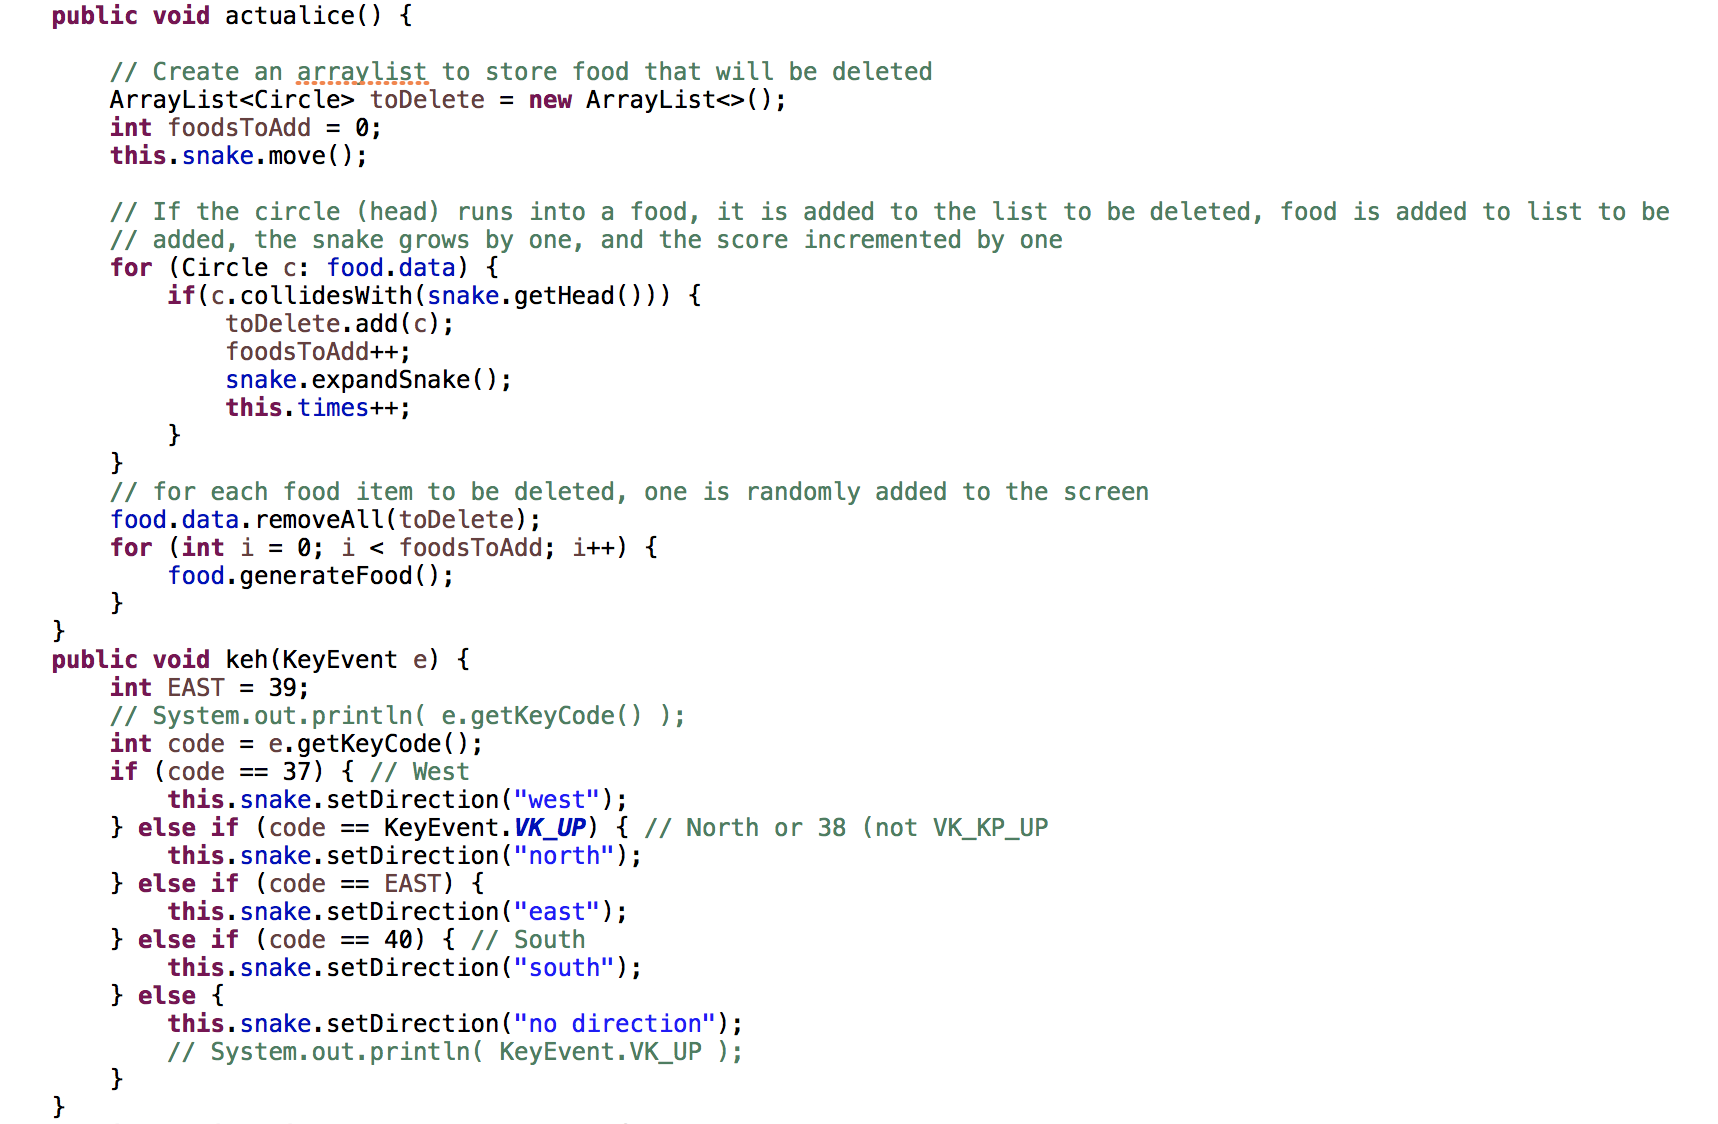 public void actualice() {
// Create an arraylist to store food that will be deleted
ArrayList<Circle> toDelete = new ArrayList<>();
int foodsToAdd = 0;
this.snake.move();
// If the circle (head) runs into a food, it is added to the list to be deleted, food is added to list to be
// added, the snake grows by one, and the score incremented by one
for (Circle c: food.data) {
if(c.collidesWith(snake.getHead())) {
toDelete.add(c);
foodsToAdd++;
snake.expandSnake();
this.times++;
}
}
// for each food item to be deleted, one is randomly added to the screen
food.data.removeAll(toDelete);
for (int i = 0; i < foodsToAdd; i++) {
food.generateFood();
}
}
public void keh(KeyEvent e) {
int EAST = 39;
// System.out.println( e.getKeyCode() );
int code = e.getKeyCode();
if (code == 37) { // West
this.snake.setDirection("west");
} else if (code == KeyEvent.VK_UP) { // North or 38 (not VK_KP_UP
this.snake.setDirection("north");
} else if (code == EAST) {
this.snake.setDirection("east");
} else if (code == 40) { // South
this.snake.setDirection("south");
} else {
this.snake.setDirection("no direction");
// System.out.println( KeyEvent.VK_UP );
}
}